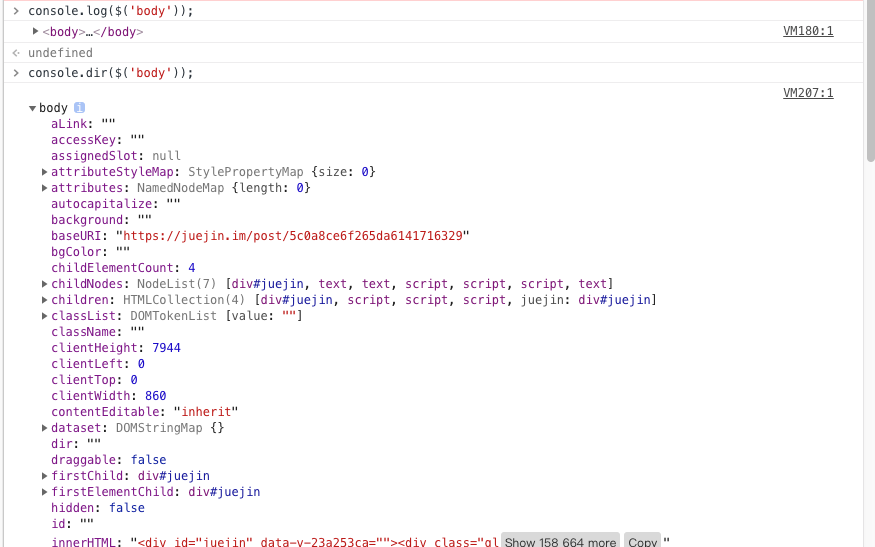 console.log($('body'));
<body>…</body> VM180:1
undefined
console.dir($('body'));
VM207:1
body i
aLink: ""
accessKey: ""
assignedSlot: null
attributeStyleMap: StylePropertyMap {size: 0}
attributes: NamedNodeMap {length: 0}
autocapitalize: ""
background: ""
baseURI: "https://juejin.im/post/5c0a8ce6f265da6141716329"
bgColor: ""
childElementCount: 4
childNodes: NodeList(7) [div#juejin, text, text, script, script, script, text]
children: HTMLCollection(4) [div#juejin, script, script, script, juejin: div#juejin]
classList: DOMTokenList [value: ""]
className: ""
clientHeight: 7944
clientLeft: 0
clientTop: 0
clientWidth: 860
contentEditable: "inherit"
dataset: DOMStringMap {}
dir: ""
draggable: false
firstChild: div#juejin
firstElementChild: div#juejin
hidden: false
id: ""
innerHTML: "<div id="juejin" data-v-23a253ca=""><div class="gl Show 158 664 more Copy "